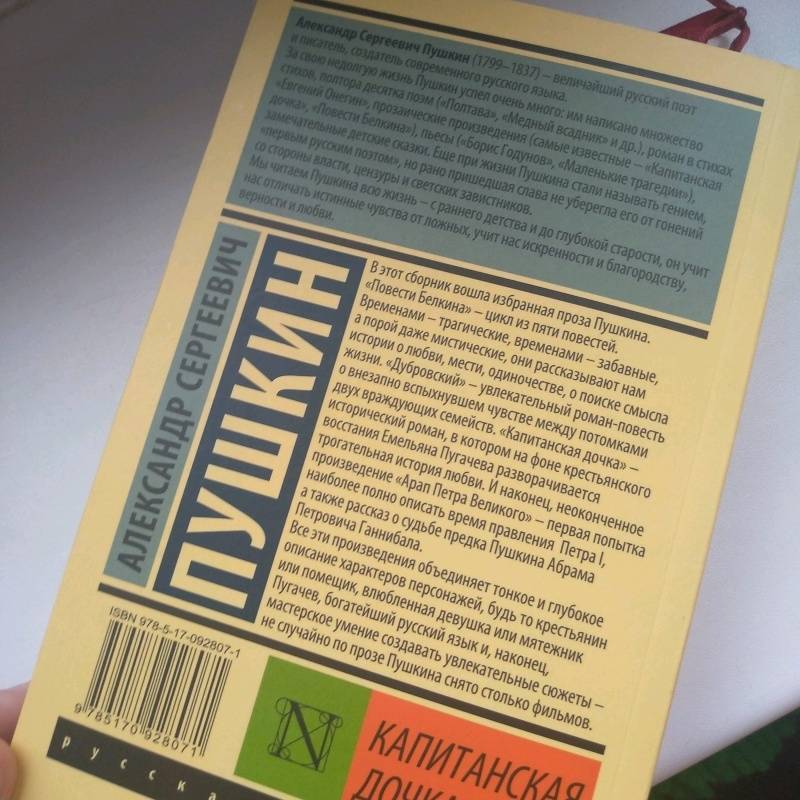 Александр Сергеевич Пушкин (1799–1837) – величайший русский поэт
и писатель, создатель современного русского языка.
За свою недолгую жизнь Пушкин успел очень много: им написано множество
стихов, полтора десятка поэм («Полтава», «Медный всадник» и др.), роман в стихах
«Евгений Онегин», прозаические произведения (самые известные – «Капитанская
дочка», «Повести Белкина»), пьесы («Борис Годунов», «Маленькие трагедии»),
замечательные детские сказки. Еще при жизни Пушкина стали называть гением,
«первым русским поэтом», но рано пришедшая слава не уберегла его от гонений
со стороны власти, цензуры и светских завистников.
Мы читаем Пушкина всю жизнь – с раннего детства и до глубокой старости, он учит
нас отличать истинные чувства от ложных, учит нас искренности и благородству,
верности и любви.
АЛЕКСАНДР СЕРГЕЕВИЧ
ПУШКИН
В этот сборник вошла избранная проза Пушкина.
«Повести Белкина» – цикл из пяти повестей.
Временами – трагические, временами – забавные,
а порой даже мистические, они рассказывают нам
истории о любви, мести, одиночестве, о поиске смысла
жизни. «Дубровский» – увлекательный роман-повесть
о внезапно вспыхнувшем чувстве между потомками
двух враждующих семейств. «Капитанская дочка» –
исторический роман, в котором на фоне крестьянского
восстания Емельяна Пугачева разворачивается
трогательная история любви. И наконец, неоконченное
произведение «Арап Петра Великого» – первая попытка
наиболее полно описать время правления Петра I,
а также рассказ о судьбе предка Пушкина Абрама
Петровича Ганнибала.
Все эти произведения объединяет тонкое и глубокое
описание характеров персонажей, будь то крестьянин
или помещик, влюбленная девушка или мятежник
Пугачев, богатейший русский язык и, наконец,
мастерское умение создавать увлекательные сюжеты –
не случайно по прозе Пушкина снято столько фильмов.
ISBN 978-5-17-092807-1
9 785170 928071
N
КАПИТАНСКАЯ
ДОЧКА
русска